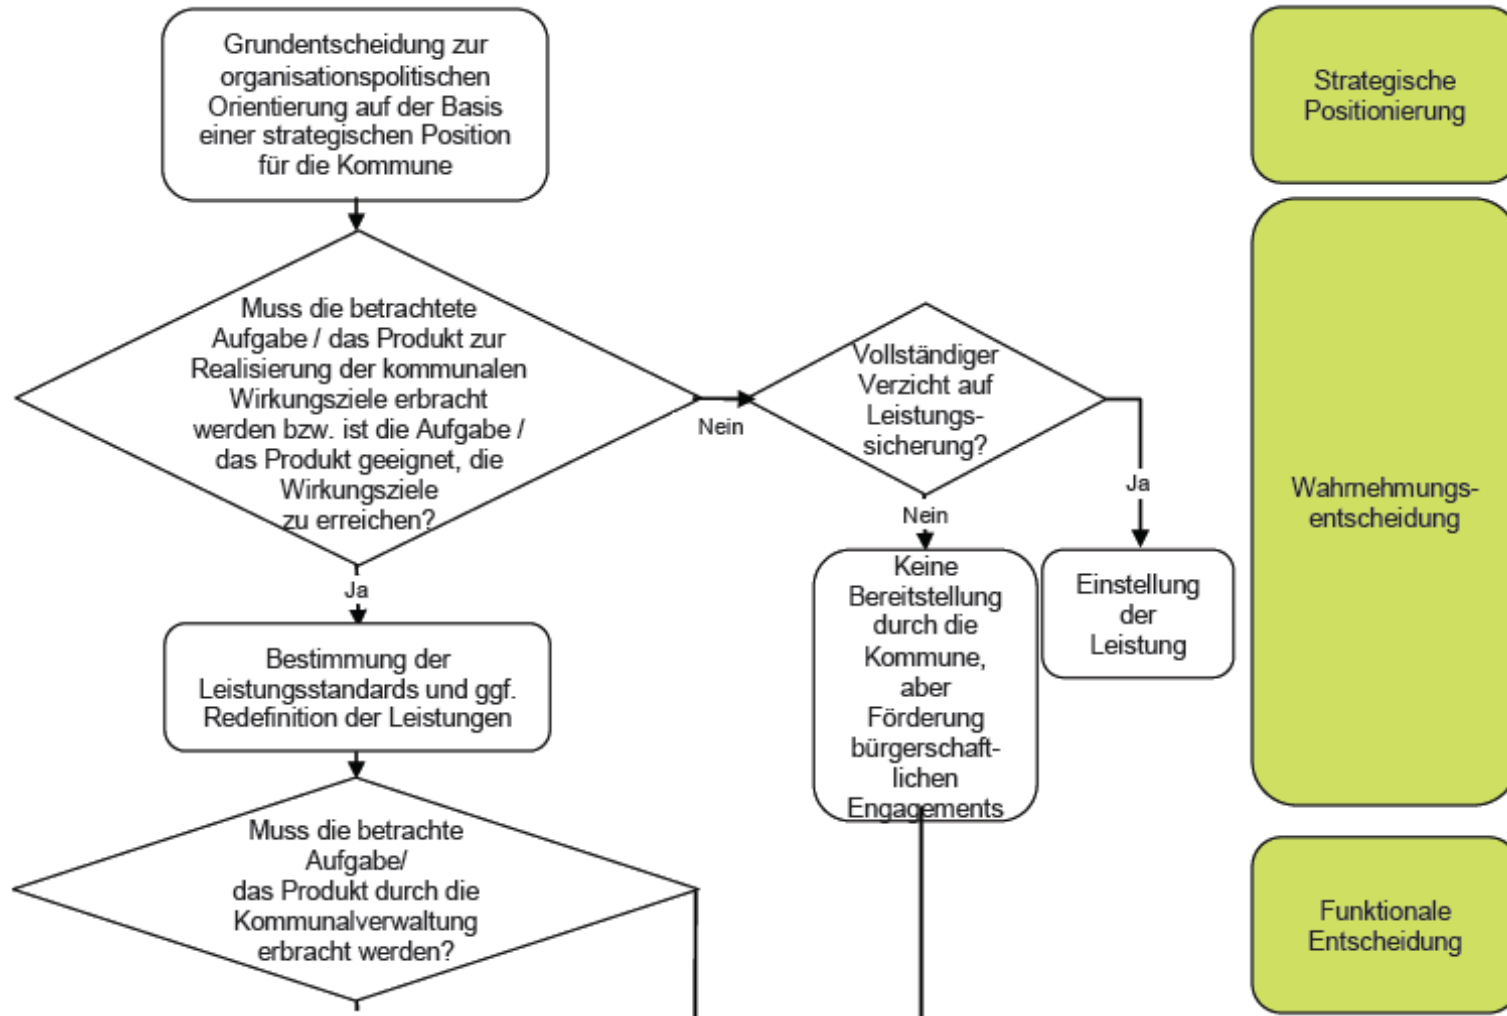 Grundentscheidung zur
organisationspolitischen
Orientierung auf der Basis
einer strategischen Position
für die Kommune
Strategische
Positionierung
Muss die betrachtete
Aufgabe / das Produkt zur
Realisierung der kommunalen
Wirkungsziele erbracht
werden bzw. ist die Aufgabe /
das Produkt geeignet, die
Wirkungsziele
zu erreichen?
Nein
Vollständiger
Verzicht auf
Leistungs-
sicherung?
Ja
Nein
Wahrnehmungs-
entscheidung
Keine
Bereitstellung
durch die
Kommune,
aber
Förderung
bürgerschaft-
lichen
Engagements
Einstellung
der
Leistung
Ja
Bestimmung der
Leistungsstandards und ggf.
Redefinition der Leistungen
Muss die betrachte
Aufgabe/
das Produkt durch die
Kommunalverwaltung
erbracht werden?
Funktionale
Entscheidung